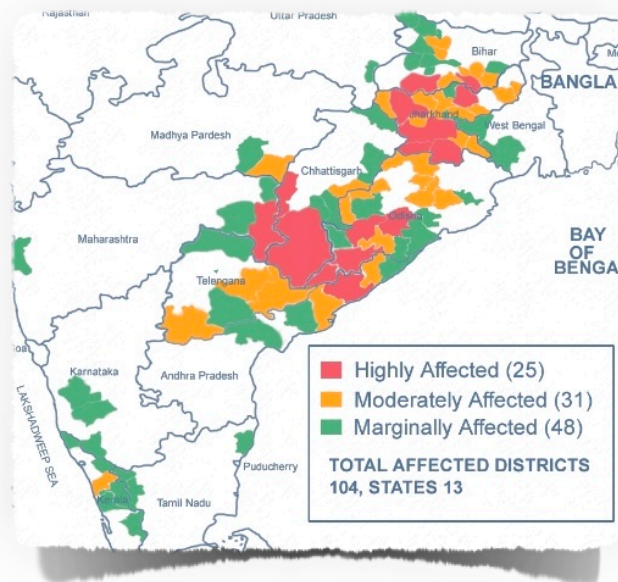 Rajasthan
Uttar Pradesh
Bihar
BANGLA
Jharkhand
West Bengal
Madhya Pardesh
Chhattisgarh
Odisha
Maharashtra
BAY
OF
BENGA
Telengana
Karnataka
Andhra Pradesh
LAKSHADWEEP SEA
Puducherry
Kerala
Tamil Nadu
Highly Affected (25)
Moderately Affected (31)
Marginally Affected (48)
TOTAL AFFECTED DISTRICTS
104, STATES 13